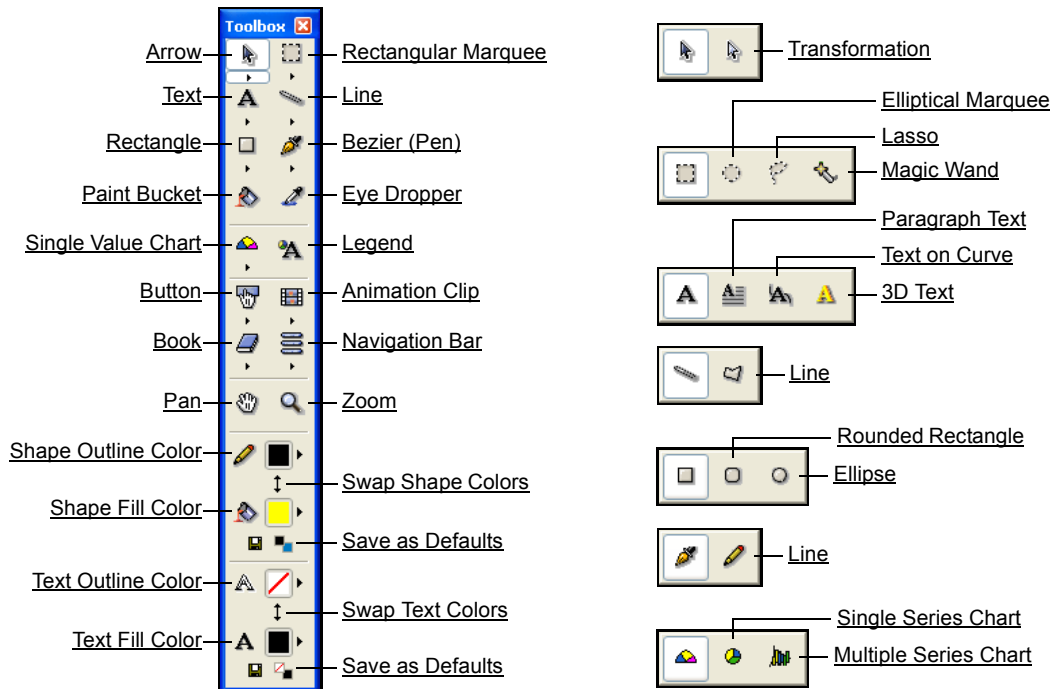 Toolbox
Arrow
Rectangular Marquee
Text
Line
Rectangle
Bezier (Pen)
Paint Bucket
Eye Dropper
Single Value Chart
Legend
Button
Animation Clip
Book
Navigation Bar
Pan
Zoom
Shape Outline Color
Swap Shape Colors
Shape Fill Color
Save as Defaults
Text Outline Color
Swap Text Colors
Text Fill Color
Save as Defaults
Transformation
Elliptical Marquee
Lasso
Magic Wand
Paragraph Text
Text on Curve
3D Text
Line
Rounded Rectangle
Ellipse
Line
Single Series Chart
Multiple Series Chart